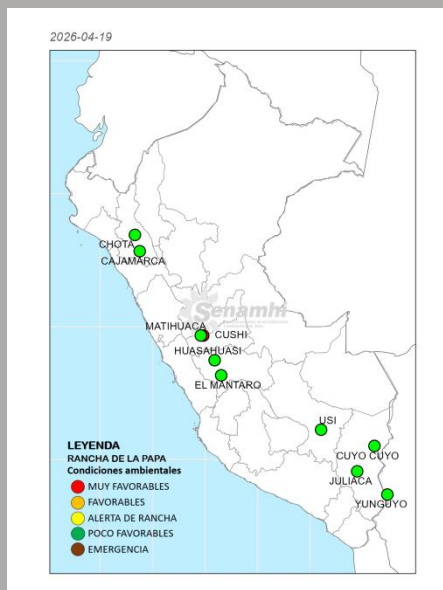 2026-04-19
CHOTA
CAJAMARCA
Senamhi
MATIHUACA
CUSHI
HUASAHUASI
EL MANTARO
USI
CUYO CUYO
JULIACA
YUNGUYO
LEYENDA
RANCHA DE LA PAPA
Condiciones ambientales
MUY FAVORABLES
FAVORABLES
ALERTA DE RANCHA
POCO FAVORABLES
EMERGENCIA